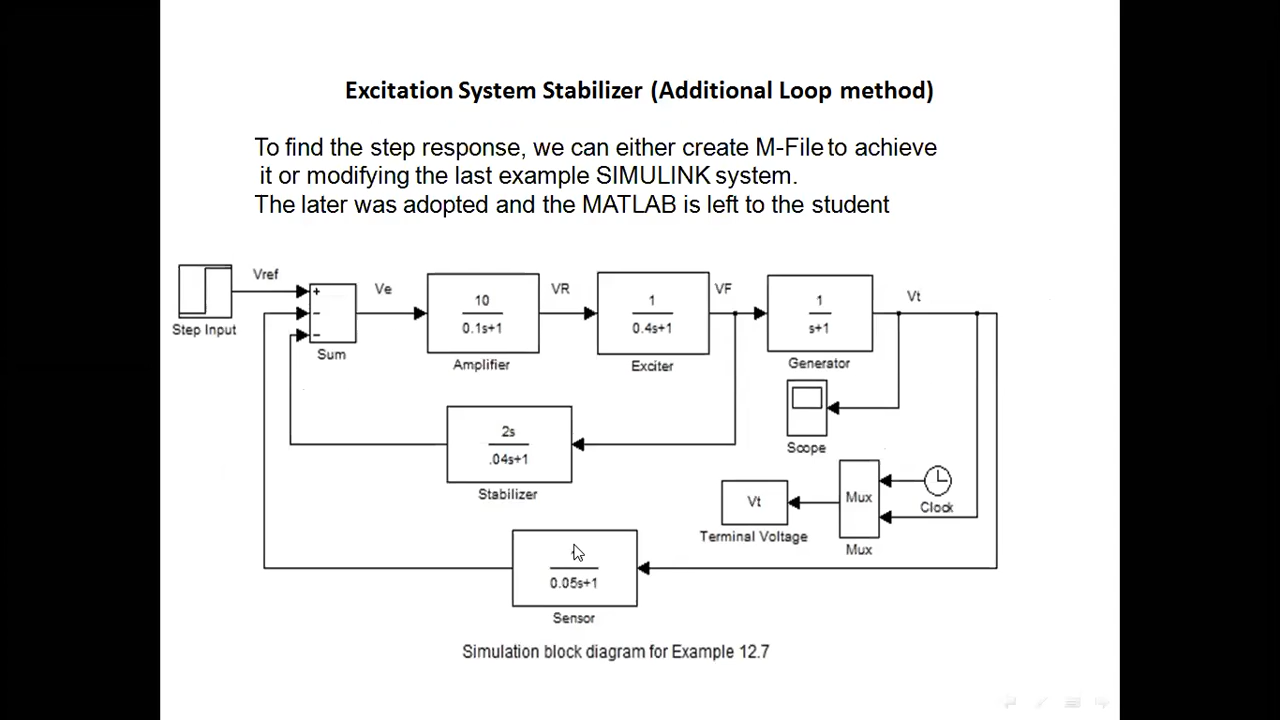 Excitation System Stabilizer (Additional Loop method)
To find the step response, we can either create M-File to achieve
it or modifying the last example SIMULINK system.
The later was adopted and the MATLAB is left to the student
Vref
Step Input
+
−
−
Sum
Ve
10
0.1s+1
Amplifier
VR
1
0.4s+1
Exciter
VF
1
s+1
Generator
Vt
Scope
2s
.04s+1
Stabilizer
Vt
Terminal Voltage
Mux
Mux
Clock
0.05s+1
Sensor
Simulation block diagram for Example 12.7